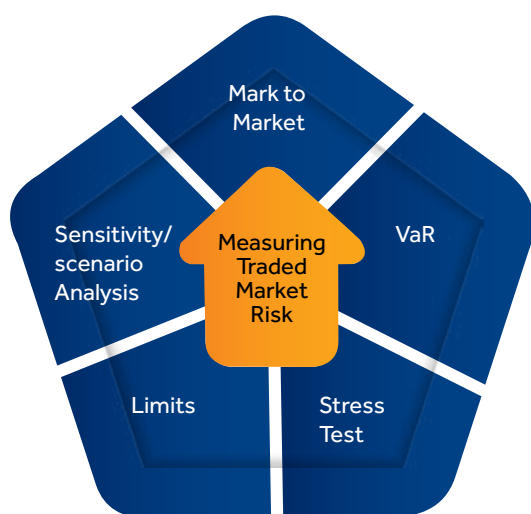 Mark to
Market
Sensitivity/
scenario
Analysis
Measuring
Traded
Market
Risk
VaR
Limits
Stress
Test